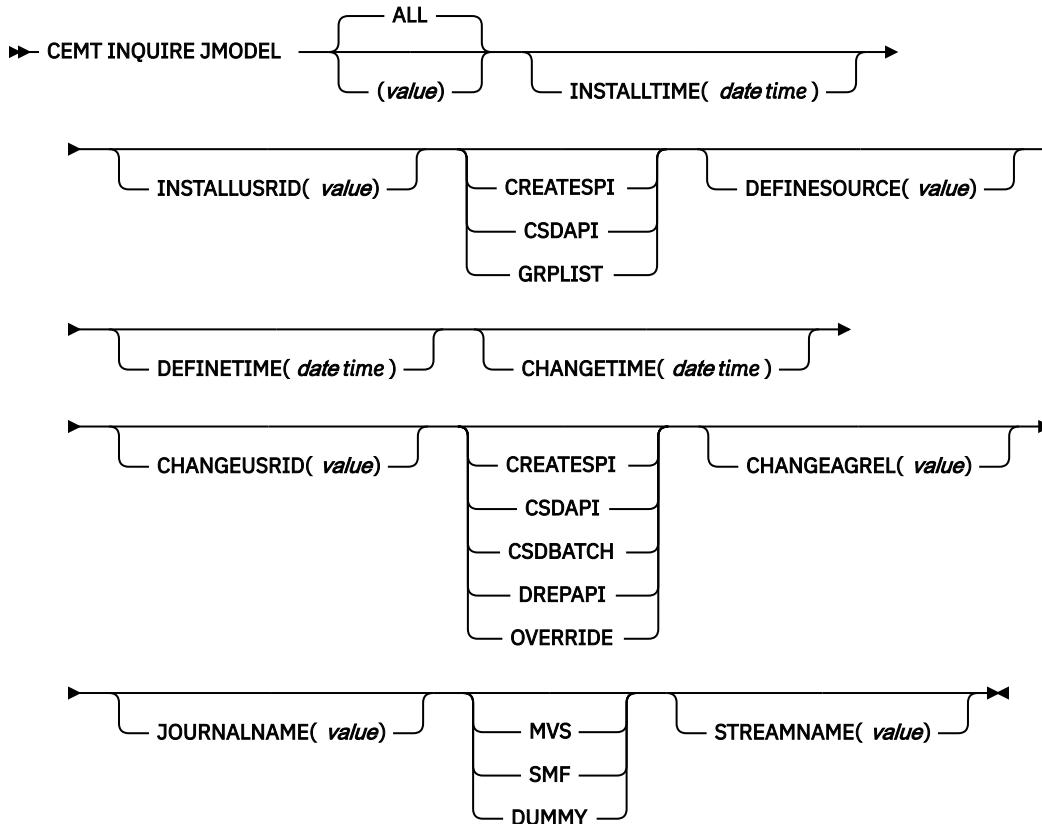 ALL
CEMT INQUIRE JMODEL
(value) INSTALLTIME( date time )
INSTALLUSRID( value) CREATESPI DEFINESOURCE( value)
CSDAPI
GRPLIST
DEFINETIME( date time ) CHANGETIME( date time )
CHANGEUSRID( value) CREATESPI CHANGEAGREL( value)
CSDAPI
CSDBATCH
DREPAPI
OVERRIDE
JOURNALNAME( value) MVS STREAMNAME( value)
SMF
DUMMY